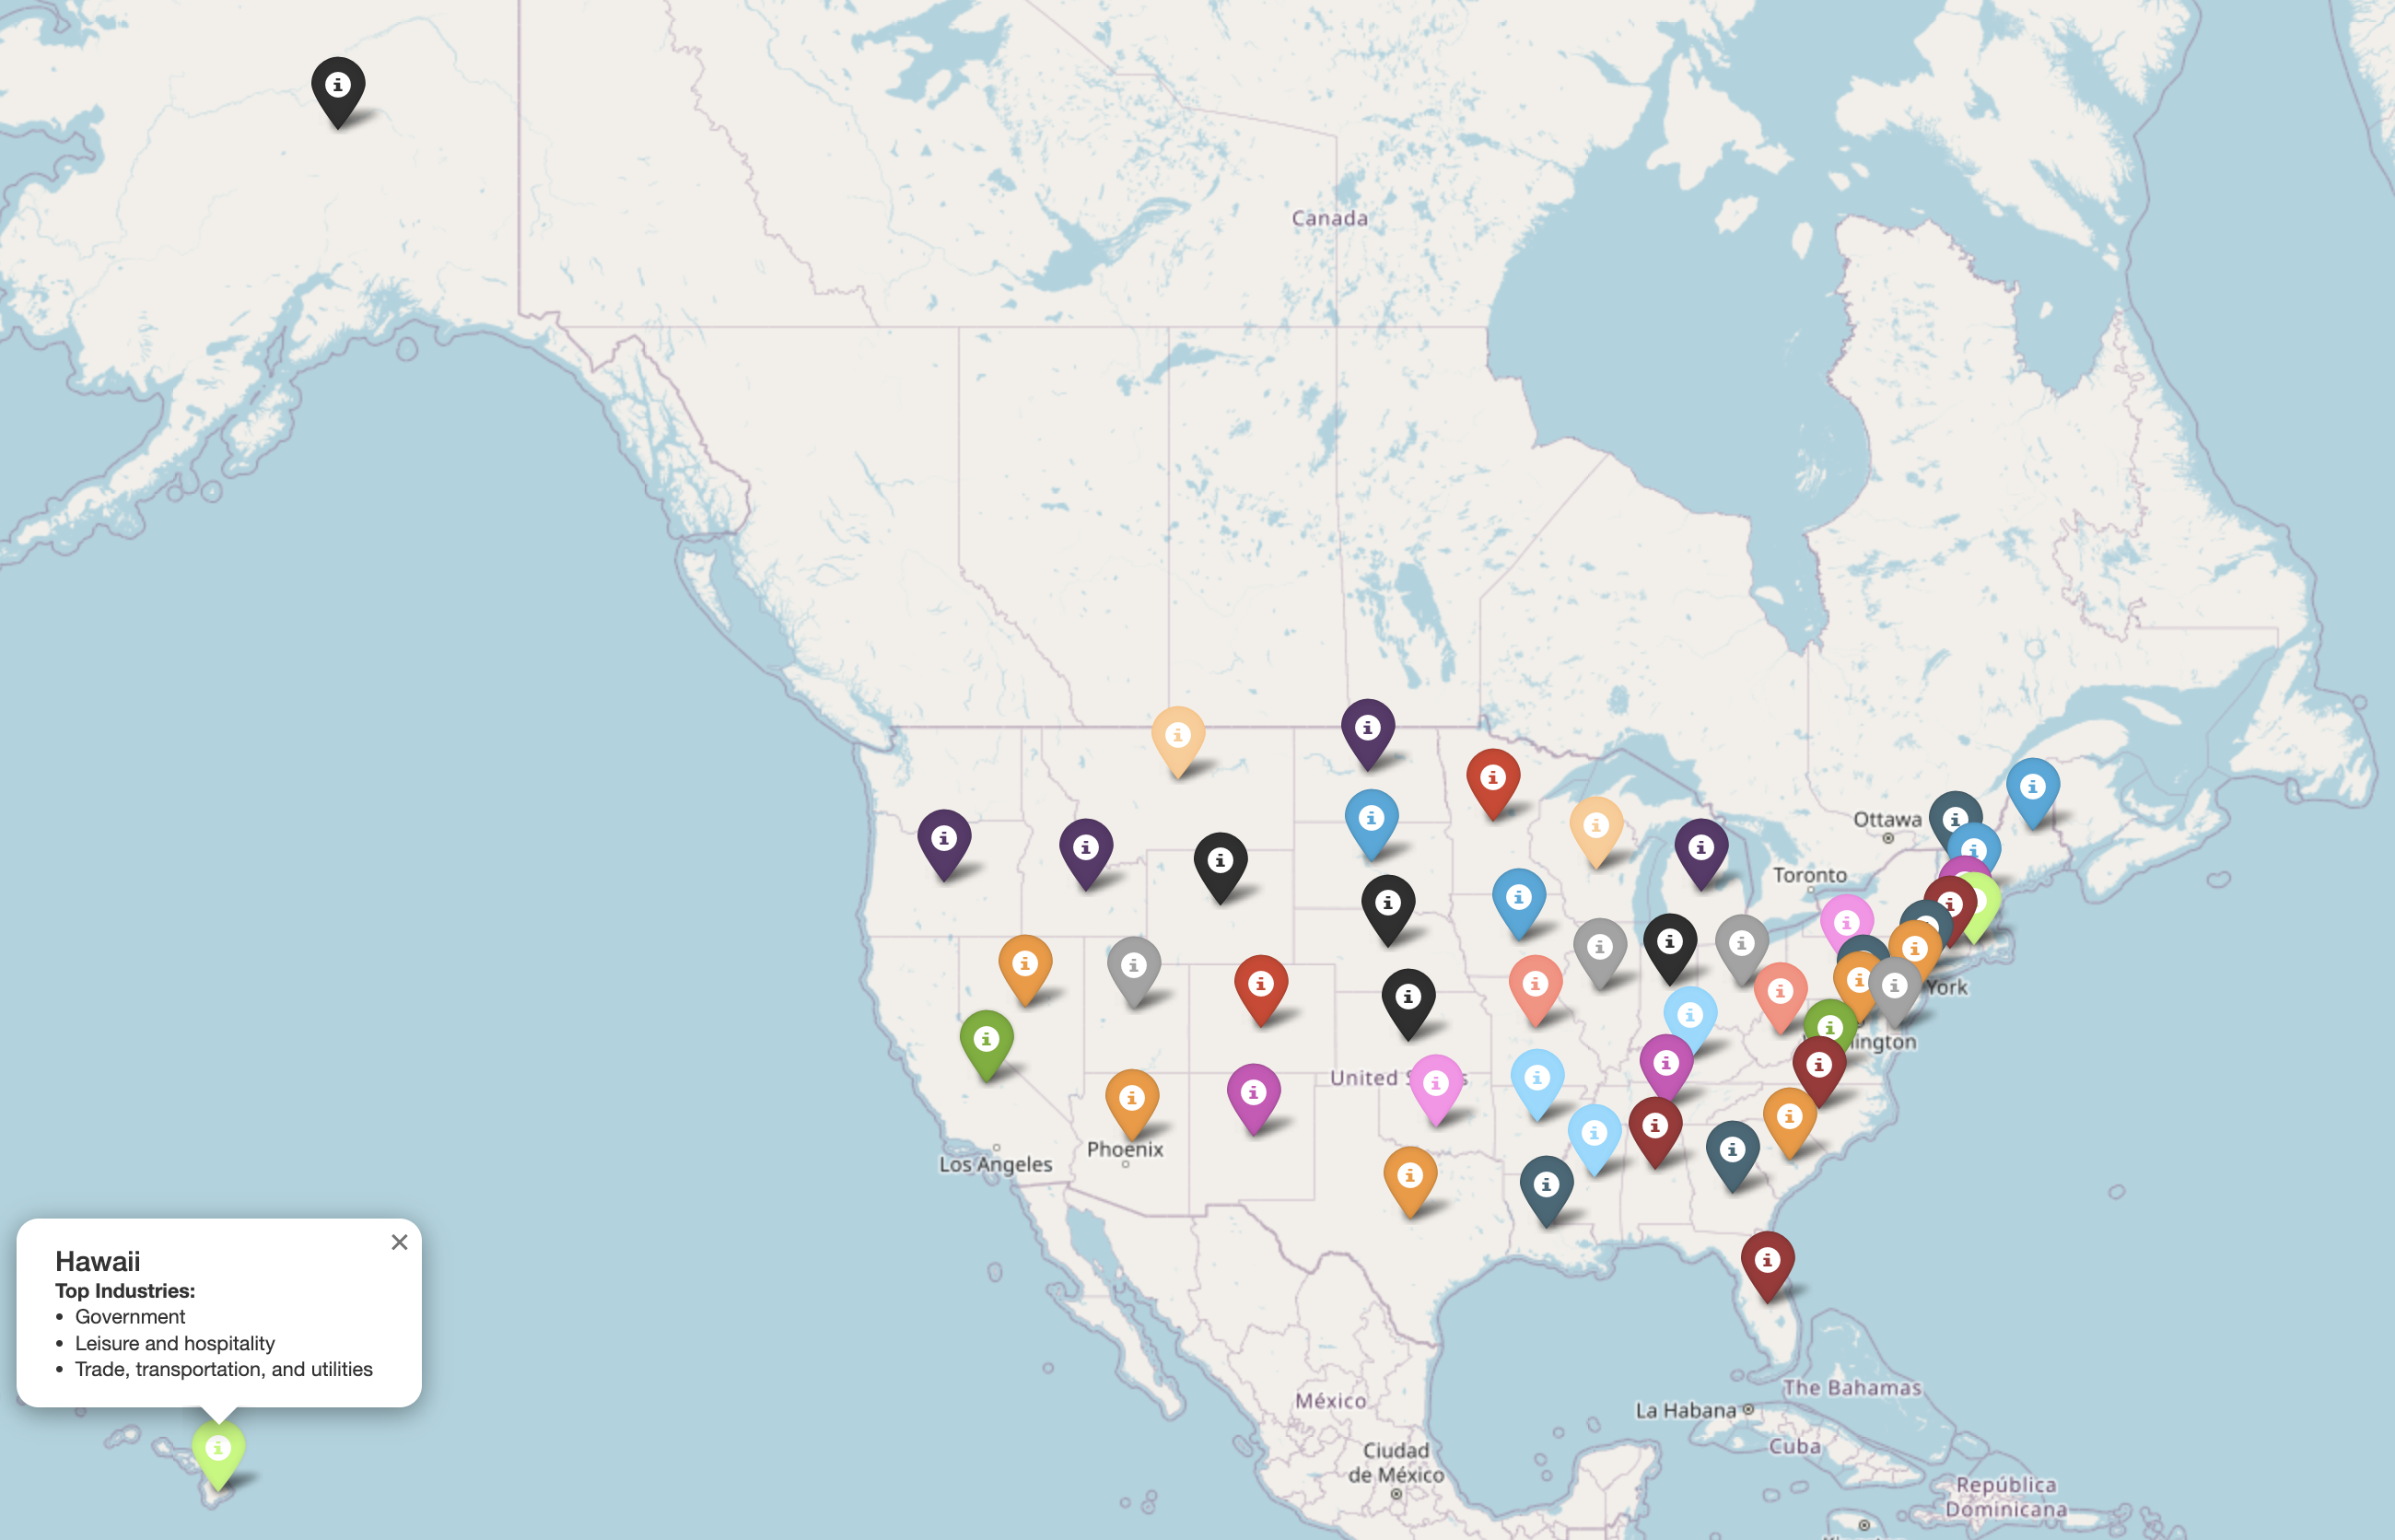 Canada
Ottawa
Toronto
York
United S
s
ington
Phoenix
Los Angeles
Hawaii
Top Industries:
• Government
• Leisure and hospitality
• Trade, transportation, and utilities
The Bahamas
México
La Habana
Cuba
Ciudad
de México
República
Dominicana